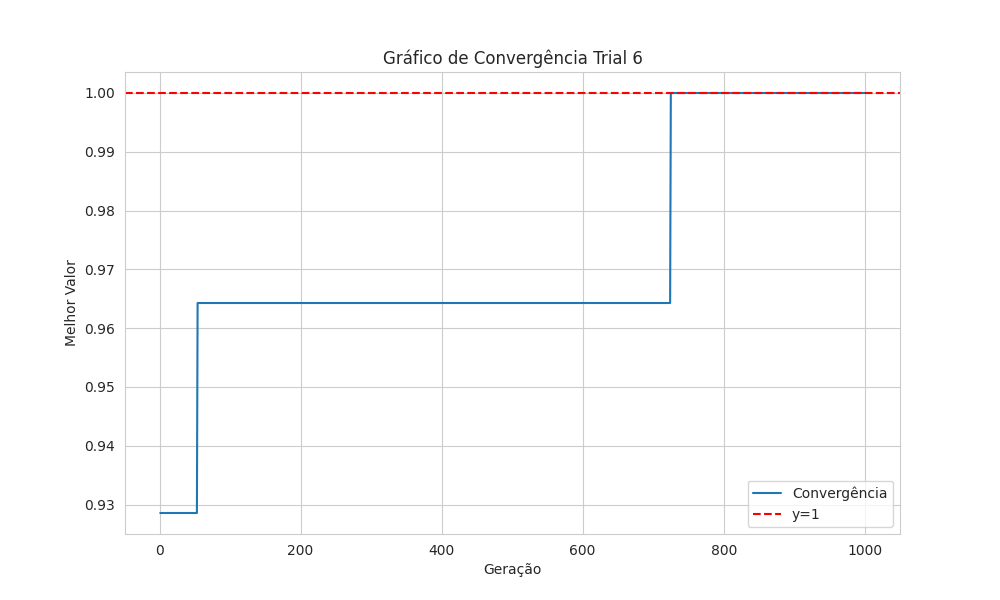 Gráfico de Convergência Trial 6
Melhor Valor
1.00
0.99
0.98
0.97
0.96
0.95
0.94
0.93
0 200 400 600 800 1000
Geração
Convergência
y=1